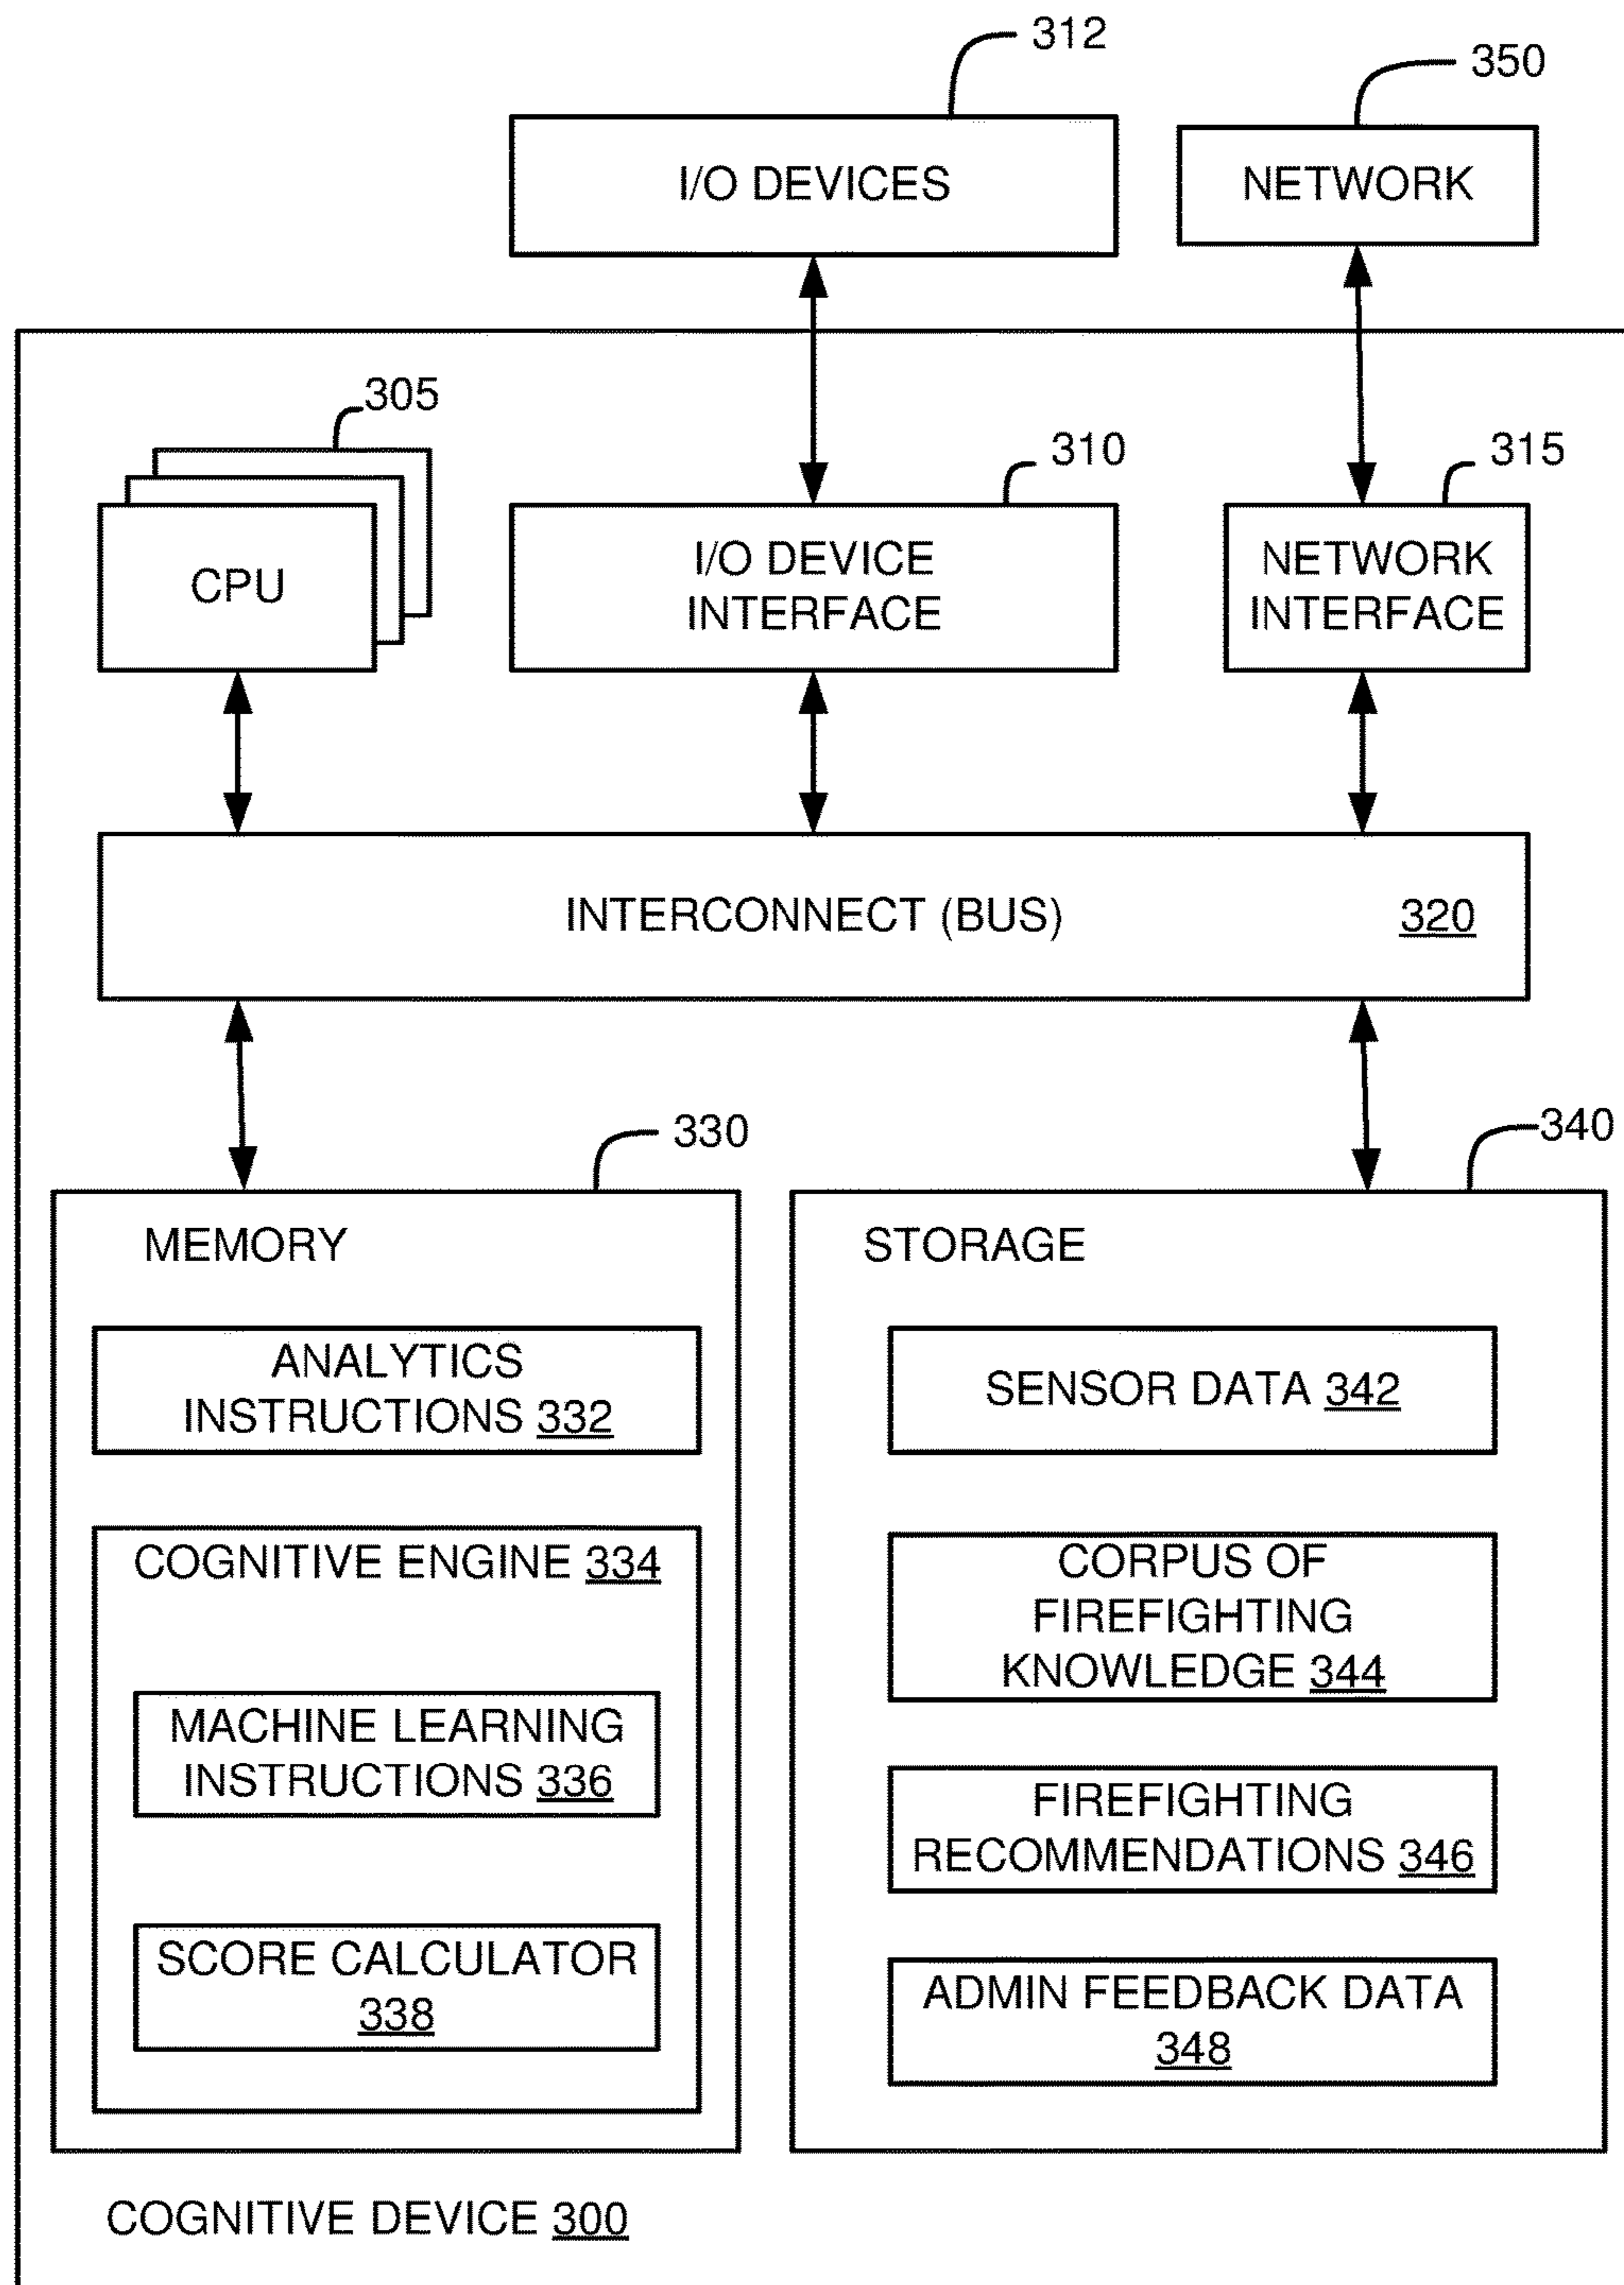 312
350
I/O DEVICES
NETWORK
305
310
315
CPU
I/O DEVICE
INTERFACE
NETWORK
INTERFACE
INTERCONNECT (BUS)
320
330
340
MEMORY
ANALYTICS
INSTRUCTIONS 332
COGNITIVE ENGINE 334
MACHINE LEARNING
INSTRUCTIONS 336
SCORE CALCULATOR
338
STORAGE
SENSOR DATA 342
CORPUS OF
FIREFIGHTING
KNOWLEDGE 344
FIREFIGHTING
RECOMMENDATIONS 346
ADMIN FEEDBACK DATA
348
COGNITIVE DEVICE 300